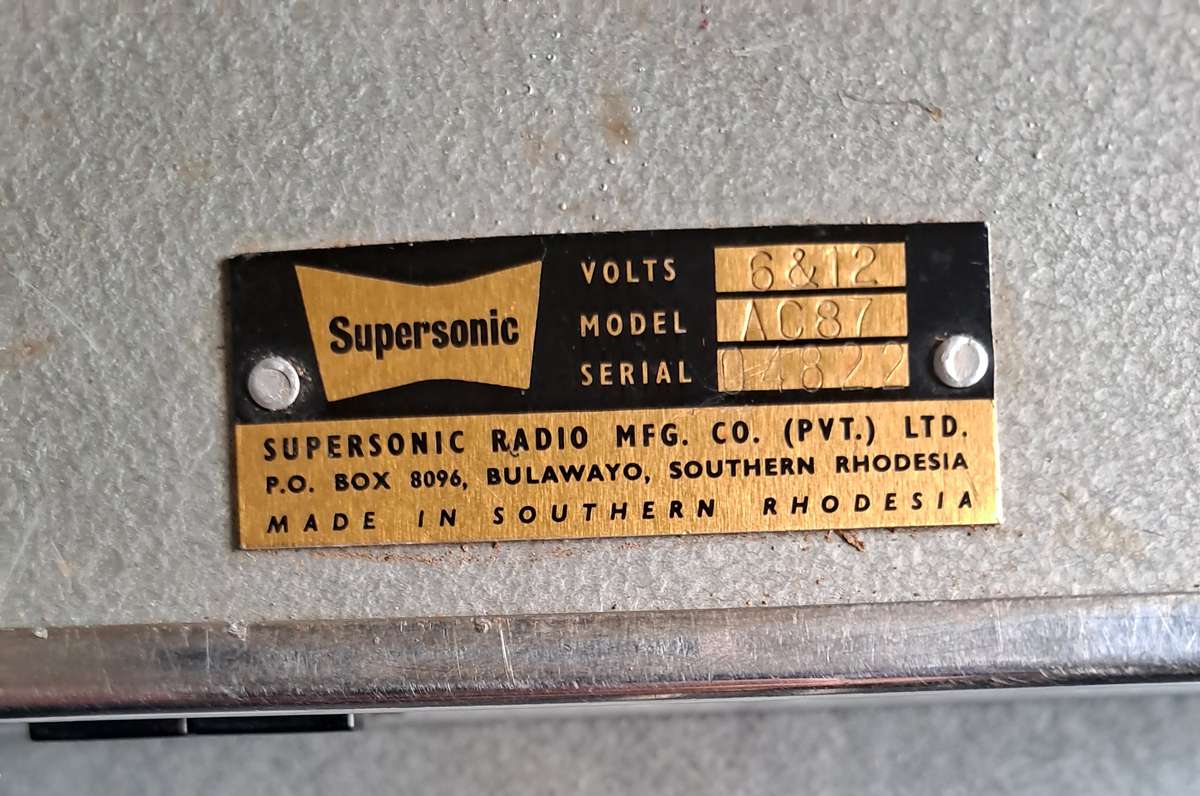 Supersonic
VOLTS 6&12
MODEL AC87
SERIAL 04822
SUPERSONIC RADIO MFG. CO. (PVT.) LTD.
P.O. BOX 8096, BULAWAYO, SOUTHERN RHODESIA
MADE IN SOUTHERN RHODESIA